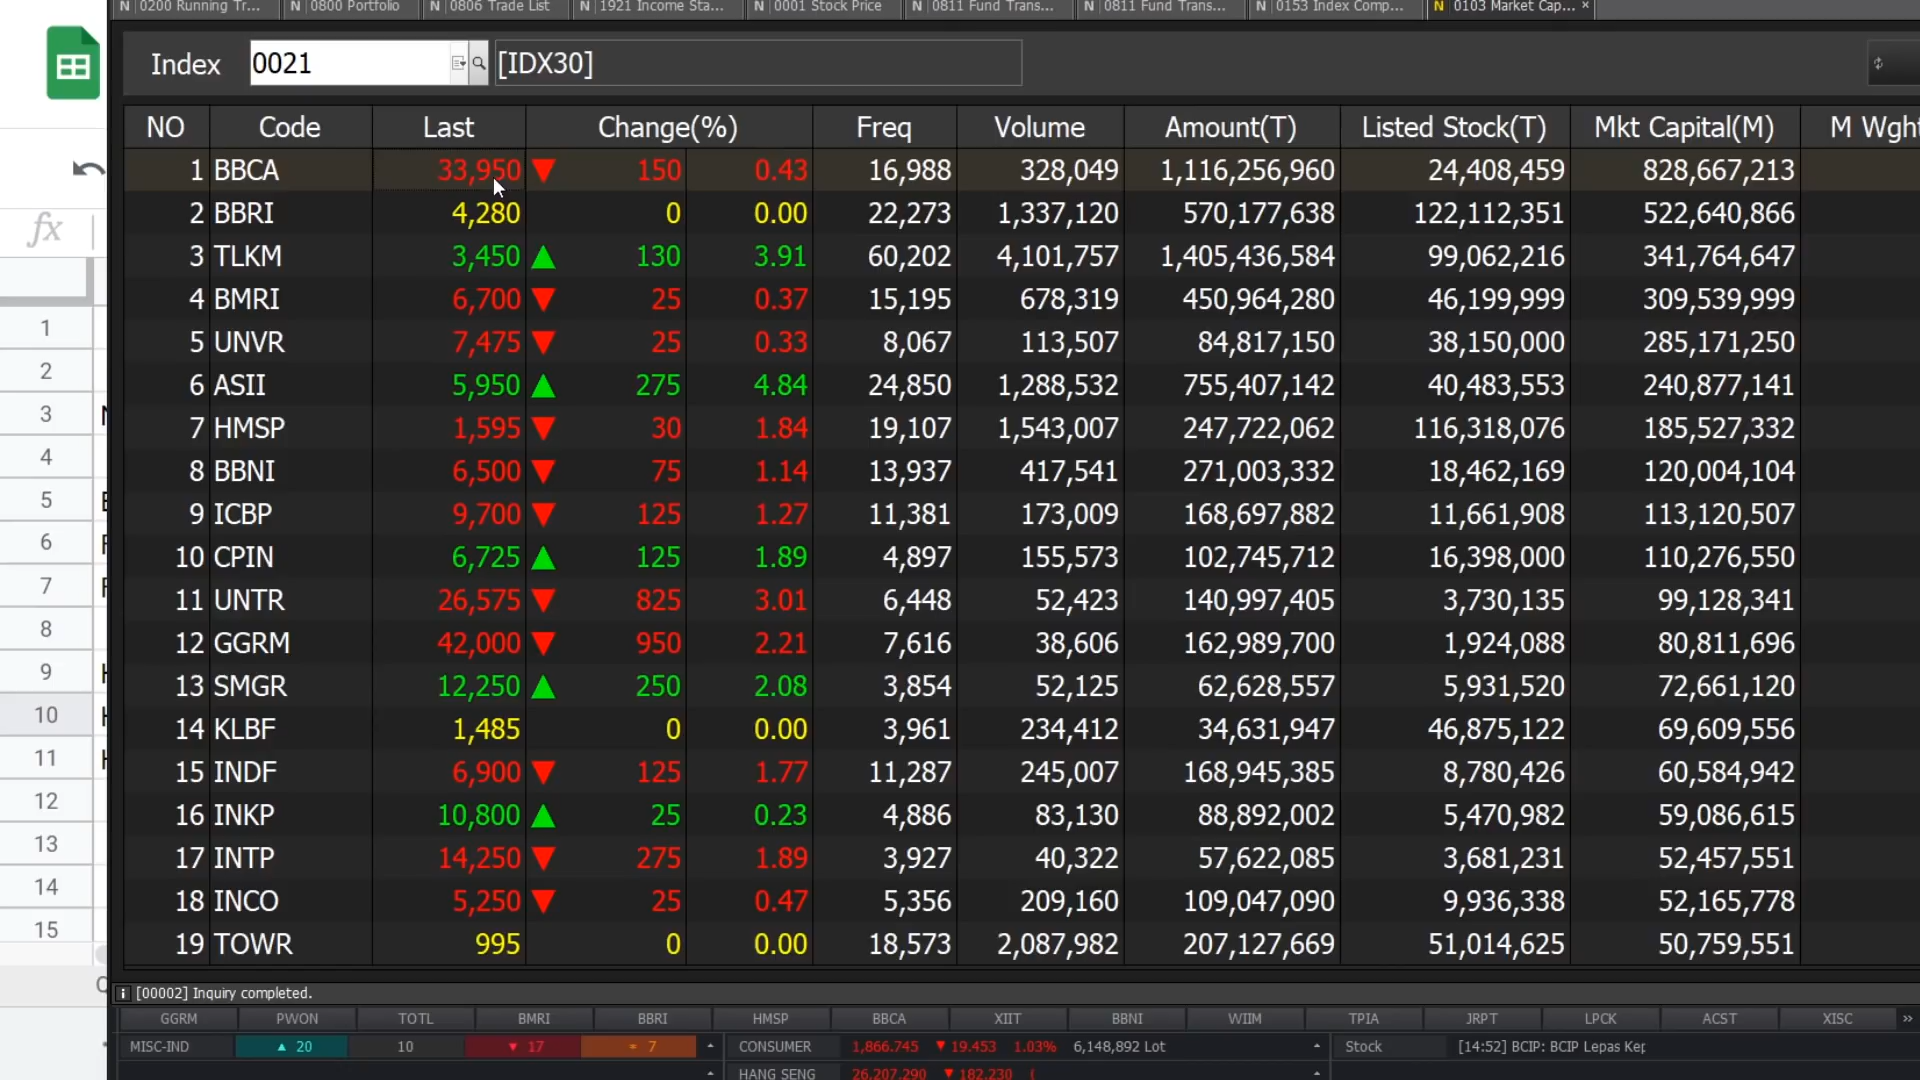 N 0200 Running Tr... N 0800 Portfolio N 0806 Trade List N 1921 Income Sta... N 0001 Stock Price N 0811 Fund Trans... N 0811 Fund Trans... N 0153 Index Comp... N 0103 Market Cap... ×
Index 0021 [IDX30]
NO Code Last Change(%) Freq Volume Amount(T) Listed Stock(T) Mkt Capital(M) M Wght
1 BBCA 33,950 ▼ 150 0.43 16,988 328,049 1,116,256,960 24,408,459 828,667,213
2 BBRI 4,280 0 0.00 22,273 1,337,120 570,177,638 122,112,351 522,640,866
3 TLKM 3,450 ▲ 130 3.91 60,202 4,101,757 1,405,436,584 99,062,216 341,764,647
4 BMRI 6,700 ▼ 25 0.37 15,195 678,319 450,964,280 46,199,999 309,539,999
5 UNVR 7,475 ▼ 25 0.33 8,067 113,507 84,817,150 38,150,000 285,171,250
6 ASII 5,950 ▲ 275 4.84 24,850 1,288,532 755,407,142 40,483,553 240,877,141
7 HMSP 1,595 ▼ 30 1.84 19,107 1,543,007 247,722,062 116,318,076 185,527,332
8 BBNI 6,500 ▼ 75 1.14 13,937 417,541 271,003,332 18,462,169 120,004,104
9 ICBP 9,700 ▼ 125 1.27 11,381 173,009 168,697,882 11,661,908 113,120,507
10 CPIN 6,725 ▲ 125 1.89 4,897 155,573 102,745,712 16,398,000 110,276,550
11 UNTR 26,575 ▼ 825 3.01 6,448 52,423 140,997,405 3,730,135 99,128,341
12 GGRM 42,000 ▼ 950 2.21 7,616 38,606 162,989,700 1,924,088 80,811,696
13 SMGR 12,250 ▲ 250 2.08 3,854 52,125 62,628,557 5,931,520 72,661,120
14 KLBF 1,485 0 0.00 3,961 234,412 34,631,947 46,875,122 69,609,556
15 INDF 6,900 ▼ 125 1.77 11,287 245,007 168,945,385 8,780,426 60,584,942
16 INKP 10,800 ▲ 25 0.23 4,886 83,130 88,892,002 5,470,982 59,086,615
17 INTP 14,250 ▼ 275 1.89 3,927 40,322 57,622,085 3,681,231 52,457,551
18 INCO 5,250 ▼ 25 0.47 5,356 209,160 109,047,090 9,936,338 52,165,778
19 TOWR 995 0 0.00 18,573 2,087,982 207,127,669 51,014,625 50,759,551
[00002] Inquiry completed.
GGRM PWON TOTL BMRI BBRI HMSP BBCA XIIT BBNI WIIM TPIA JRPT LPCK ACST XISC »
MISC-IND ▲ 20 10 ▼ 17 = 7 CONSUMER 1,866.745 ▼ 19.453 1.03% 6,148,892 Lot Stock [14:52] BCIP: BCIP Lepas Kep
HANG SENG 26,207.290 ▼ 182.230 (
fx
1
2
3
4
5
6
7
8
9
10
11
12
13
14
15